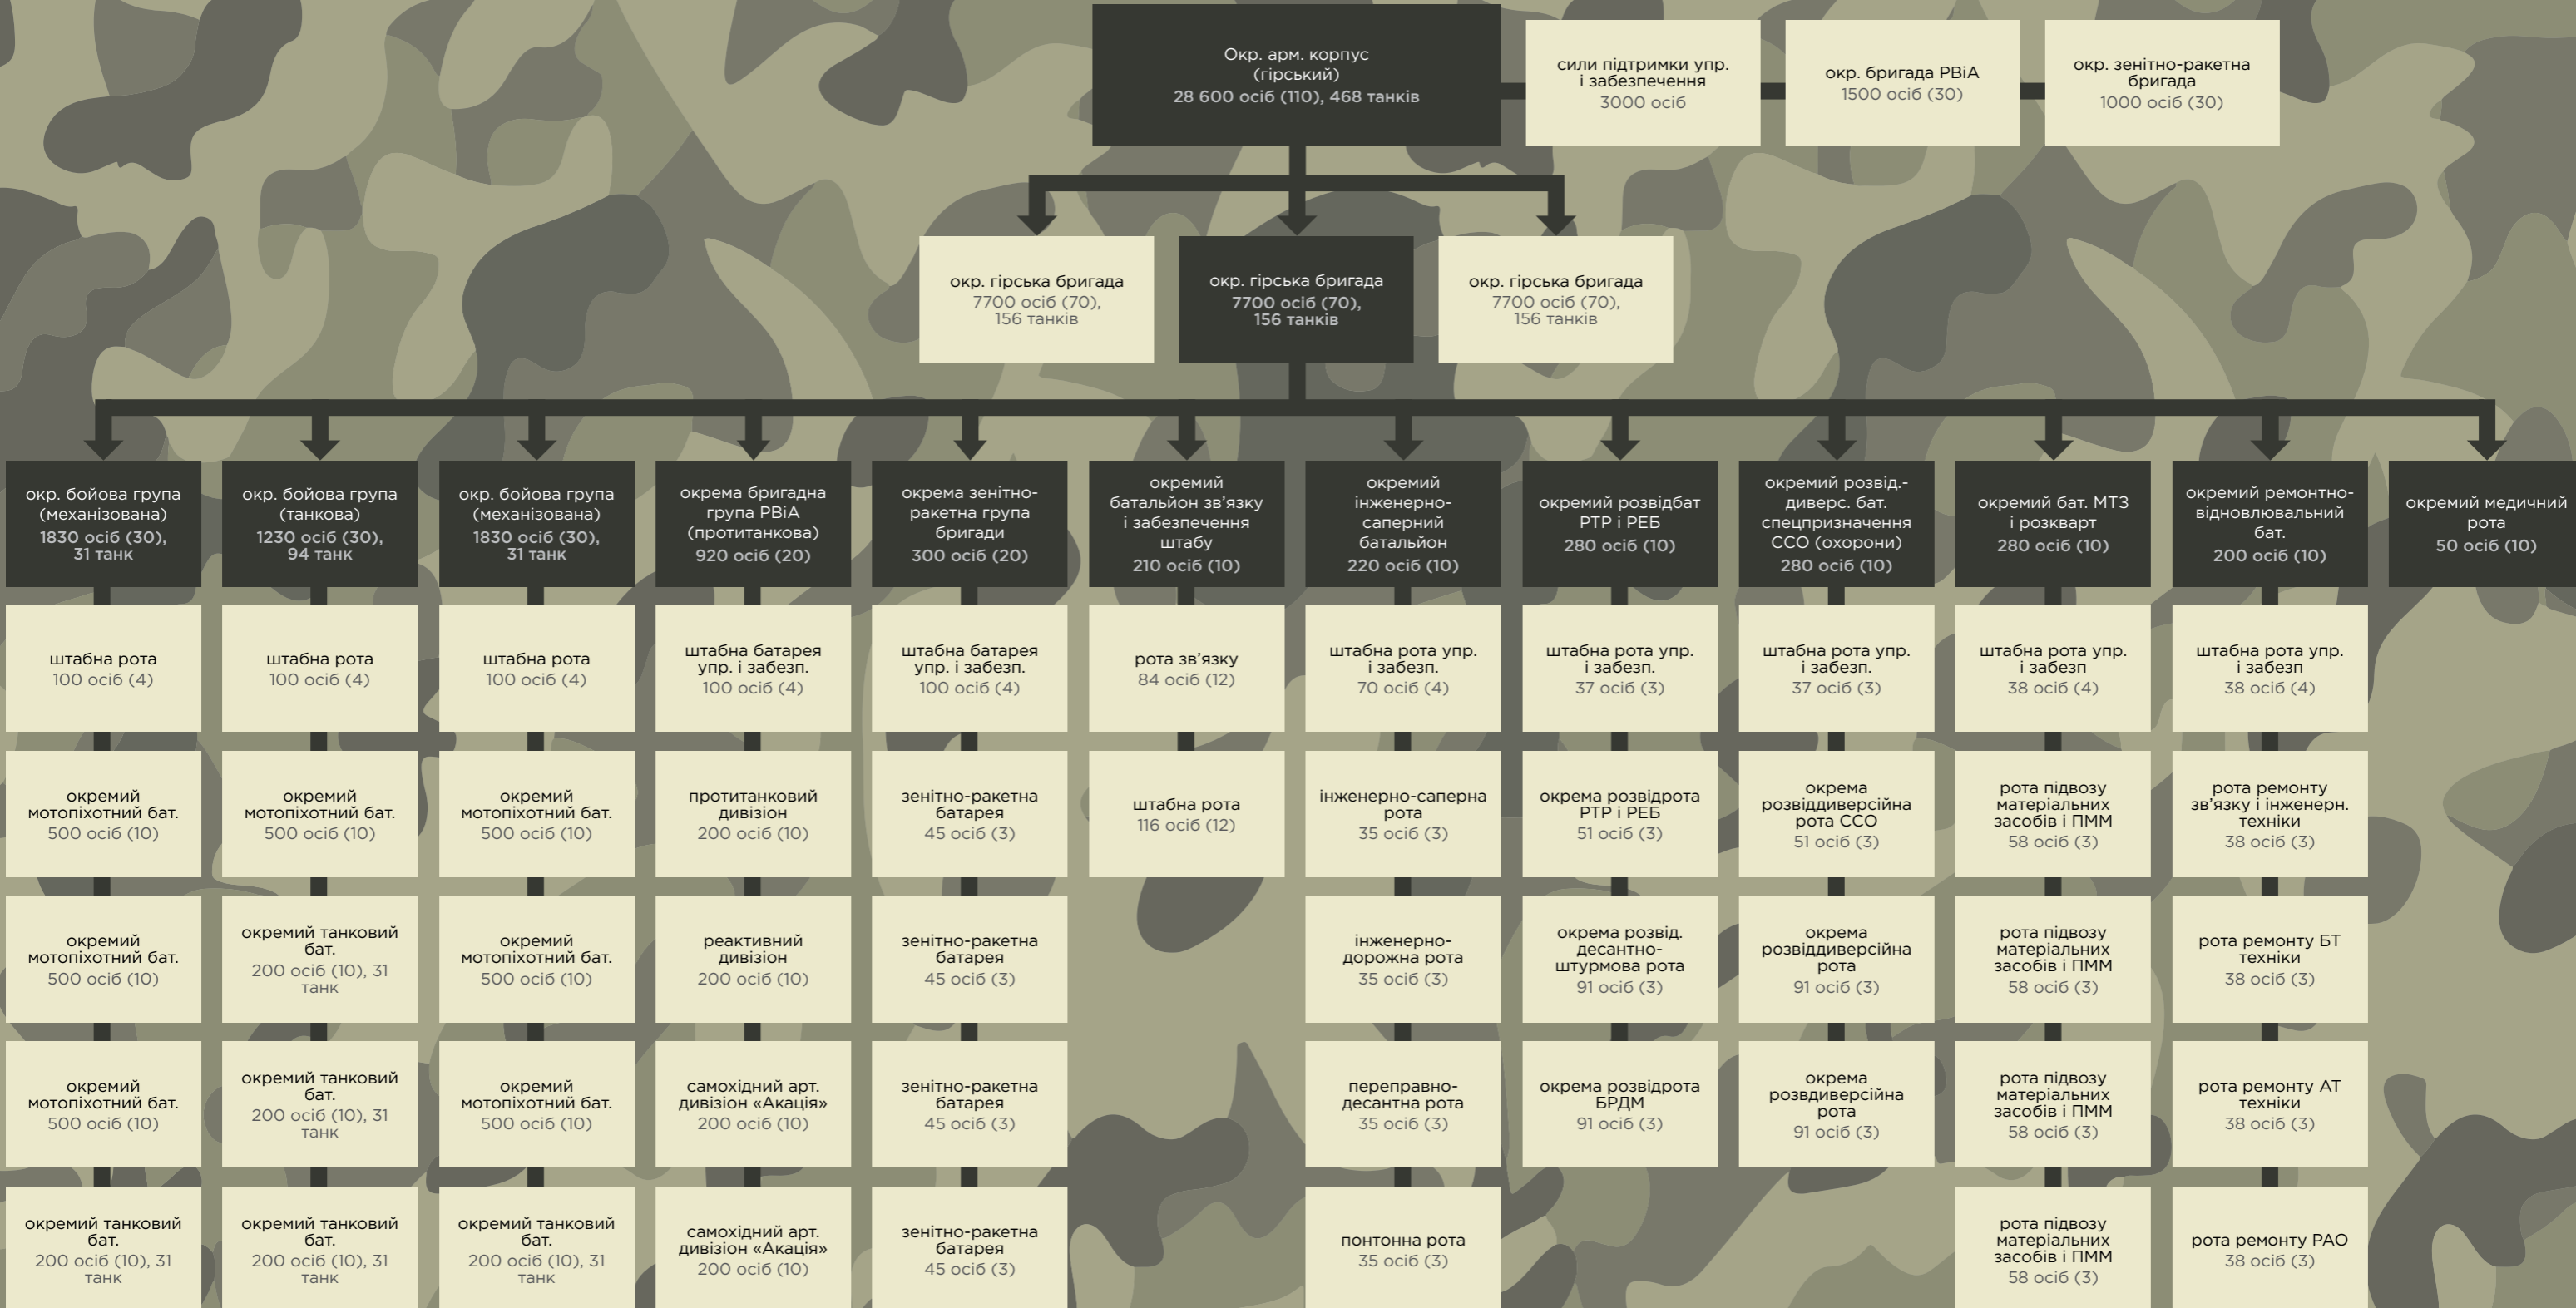 Окр. арм. корпус
(гірський)
28 600 осіб (110), 468 танків
сили підтримки упр.
і забезпечення
3000 осіб
окр. бригада РВіА
1500 осіб (30)
окр. зенітно-ракетна
бригада
1000 осіб (30)
окр. гірська бригада
7700 осіб (70),
156 танків
окр. гірська бригада
7700 осіб (70),
156 танків
окр. гірська бригада
7700 осіб (70),
156 танків
окр. бойова група
(механізована)
1830 осіб (30),
31 танк
окр. бойова група
(танкова)
1230 осіб (30),
94 танк
окр. бойова група
(механізована)
1830 осіб (30),
31 танк
окрема бригадна
група РВіА
(протитанкова)
920 осіб (20)
окрема зенітно-
ракетна група
бригади
300 осіб (20)
окремий
батальйон зв’язку
і забезпечення
штабу
210 осіб (10)
окремий
інженерно-
саперний
батальйон
220 осіб (10)
окремий розвідбат
РТР і РЕБ
280 осіб (10)
окремий розвід.-
диверс. бат.
спецпризначення
ССО (охорони)
280 осіб (10)
окремий бат. МТЗ
і розкварт
280 осіб (10)
окремий ремонтно-
відновлювальний
бат.
200 осіб (10)
окремий медичний
рота
50 осіб (10)
штабна рота
100 осіб (4)
штабна рота
100 осіб (4)
штабна рота
100 осіб (4)
штабна батарея
упр. і забезп.
100 осіб (4)
штабна батарея
упр. і забезп.
100 осіб (4)
рота зв’язку
84 осіб (12)
штабна рота упр.
і забезп.
70 осіб (4)
штабна рота упр.
і забезп.
37 осіб (3)
штабна рота упр.
і забезп.
37 осіб (3)
штабна рота упр.
і забезп
38 осіб (4)
штабна рота упр.
і забезп
38 осіб (4)
окремий
мотопіхотний бат.
500 осіб (10)
окремий
мотопіхотний бат.
500 осіб (10)
окремий
мотопіхотний бат.
500 осіб (10)
протитанковий
дивізіон
200 осіб (10)
зенітно-ракетна
батарея
45 осіб (3)
штабна рота
116 осіб (12)
інженерно-саперна
рота
35 осіб (3)
окрема розвідрота
РТР і РЕБ
51 осіб (3)
окрема
розвіддиверсійна
рота ССО
51 осіб (3)
рота підвозу
матеріальних
засобів і ПММ
58 осіб (3)
рота ремонту
зв’язку і інженерн.
техніки
38 осіб (3)
окремий
мотопіхотний бат.
500 осіб (10)
окремий танковий
бат.
200 осіб (10), 31
танк
окремий
мотопіхотний бат.
500 осіб (10)
реактивний
дивізіон
200 осіб (10)
зенітно-ракетна
батарея
45 осіб (3)
інженерно-
дорожна рота
35 осіб (3)
окрема розвід.
десантно-
штурмова рота
91 осіб (3)
окрема
розвіддиверсійна
рота
91 осіб (3)
рота підвозу
матеріальних
засобів і ПММ
58 осіб (3)
рота ремонту БТ
техніки
38 осіб (3)
окремий
мотопіхотний бат.
500 осіб (10)
окремий танковий
бат.
200 осіб (10), 31
танк
окремий
мотопіхотний бат.
500 осіб (10)
самохідний арт.
дивізіон «Акація»
200 осіб (10)
зенітно-ракетна
батарея
45 осіб (3)
переправно-
десантна рота
35 осіб (3)
окрема розвідрота
БРДМ
91 осіб (3)
окрема
розвдиверсійна
рота
91 осіб (3)
рота підвозу
матеріальних
засобів і ПММ
58 осіб (3)
рота ремонту АТ
техніки
38 осіб (3)
окремий танковий
бат.
200 осіб (10), 31
танк
окремий танковий
бат.
200 осіб (10), 31
танк
окремий танковий
бат.
200 осіб (10), 31
танк
самохідний арт.
дивізіон «Акація»
200 осіб (10)
зенітно-ракетна
батарея
45 осіб (3)
понтонна рота
35 осіб (3)
рота підвозу
матеріальних
засобів і ПММ
58 осіб (3)
рота ремонту РАО
38 осіб (3)